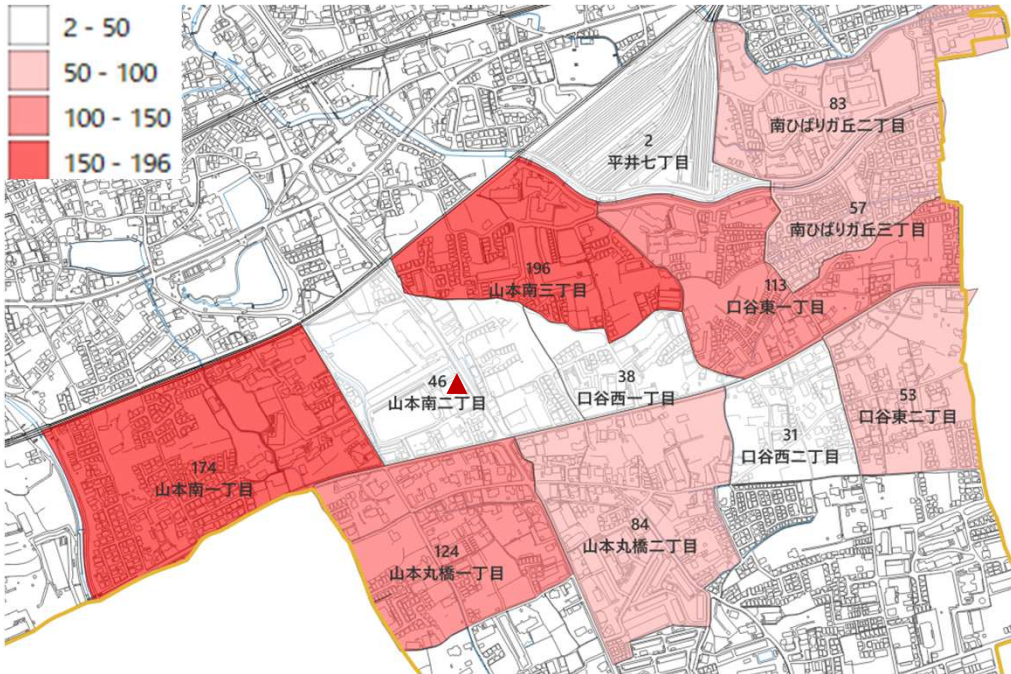 2 - 50
50 - 100
100 - 150
150 - 196
83
南ひばりガ丘二丁目
2
平井七丁目
57
南ひばりガ丘三丁目
196
山本南三丁目
113
口谷東一丁目
46
山本南二丁目
38
口谷西一丁目
53
口谷東二丁目
31
口谷西二丁目
174
山本南一丁目
84
山本丸橋二丁目
124
山本丸橋一丁目